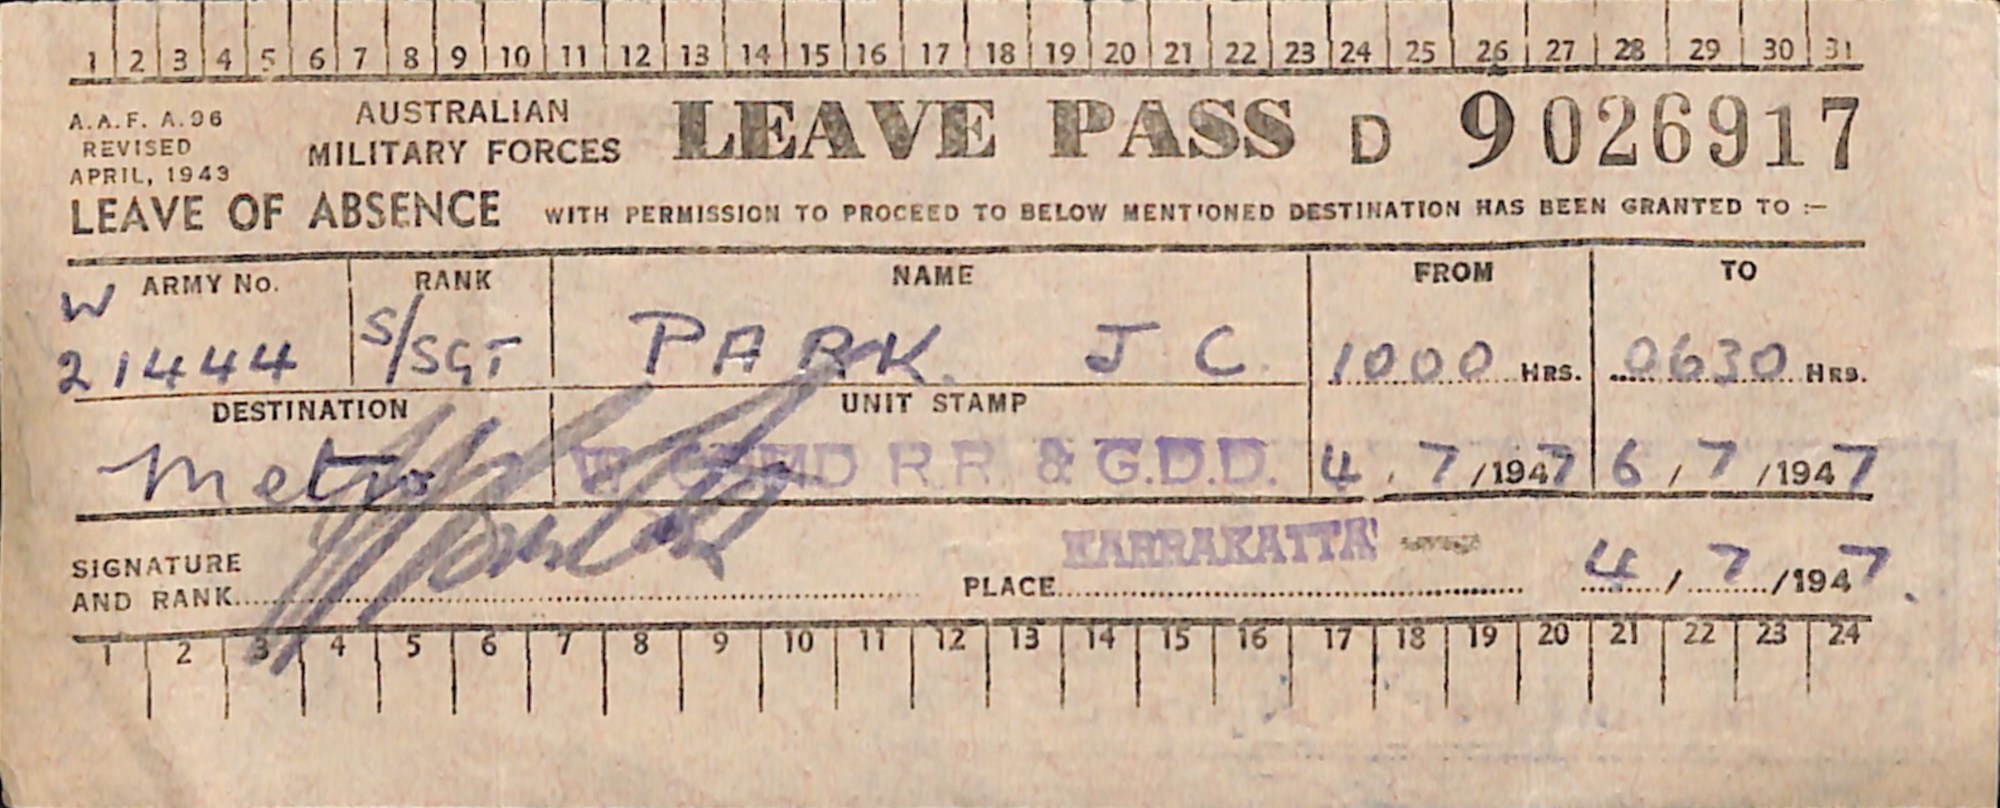 1 2 3 4 5 6 7 8 9 10 11 12 13 14 15 16 17 18 19 20 21 22 23 24 25 26 27 28 29 30 31
A.A.F. A.96
REVISED
APRIL, 1943
AUSTRALIAN
MILITARY FORCES
LEAVE PASS D 9026917
LEAVE OF ABSENCE WITH PERMISSION TO PROCEED TO BELOW MENTIONED DESTINATION HAS BEEN GRANTED TO :-
ARMY No. RANK NAME FROM TO
W
21444 S/SGT PARK. J C. 1000 HRS. 0630 HRS.
DESTINATION UNIT STAMP
Metro W COMD R.R. & G.D.D. 4 / 7 /1947 6 / 7 /1947
SIGNATURE
AND RANK
PLACE KARRAKATTA 4 / 7 /1947
1 2 3 4 5 6 7 8 9 10 11 12 13 14 15 16 17 18 19 20 21 22 23 24